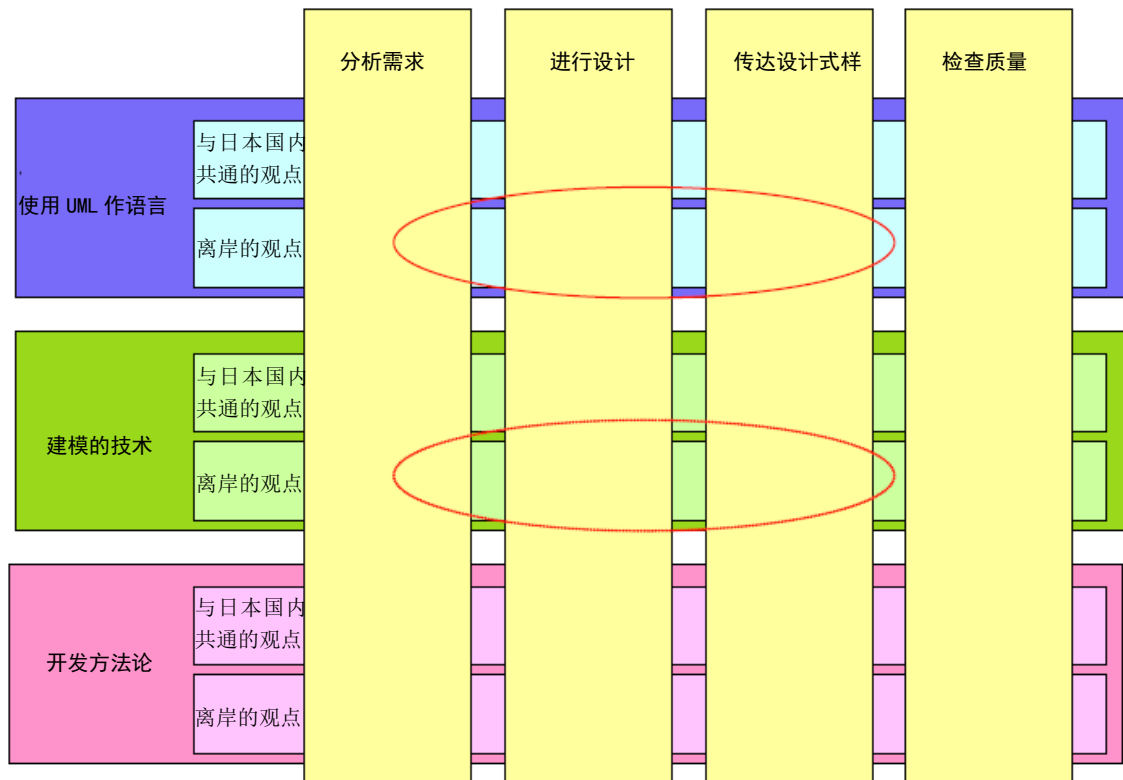 分析需求
进行设计
传达设计式样
检查质量
使用 UML 作语言
与日本国内
共通的观点
离岸的观点
建模的技术
与日本国内
共通的观点
离岸的观点
开发方法论
与日本国内
共通的观点
离岸的观点